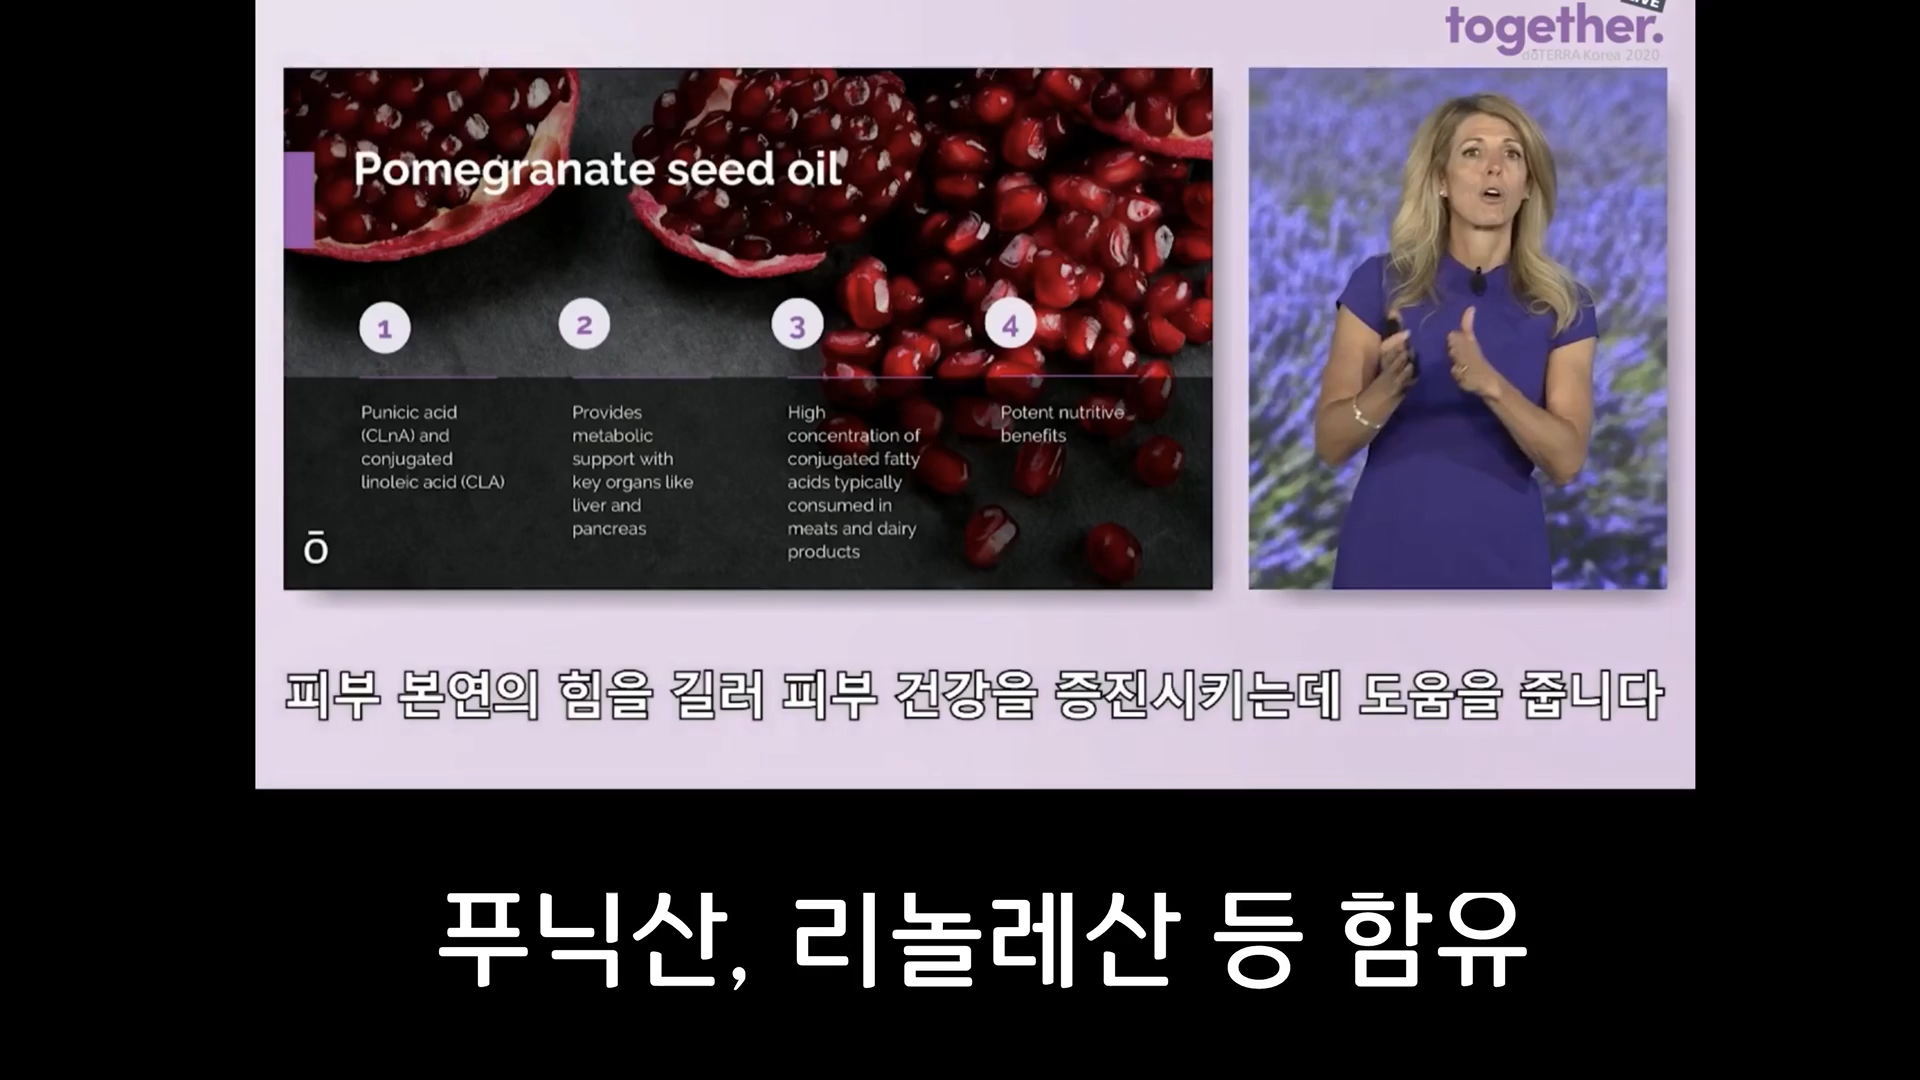 LIVE
together.
dōTERRA Korea 2020
Pomegranate seed oil
1
2
3
4
Punicic acid
(CLnA) and
conjugated
linoleic acid (CLA)
Provides
metabolic
support with
key organs like
liver and
pancreas
High
concentration of
conjugated fatty
acids typically
consumed in
meats and dairy
products
Potent nutritive
benefits
ō
피부 본연의 힘을 길러 피부 건강을 증진시키는데 도움을 줍니다
푸닉산, 리놀레산 등 함유